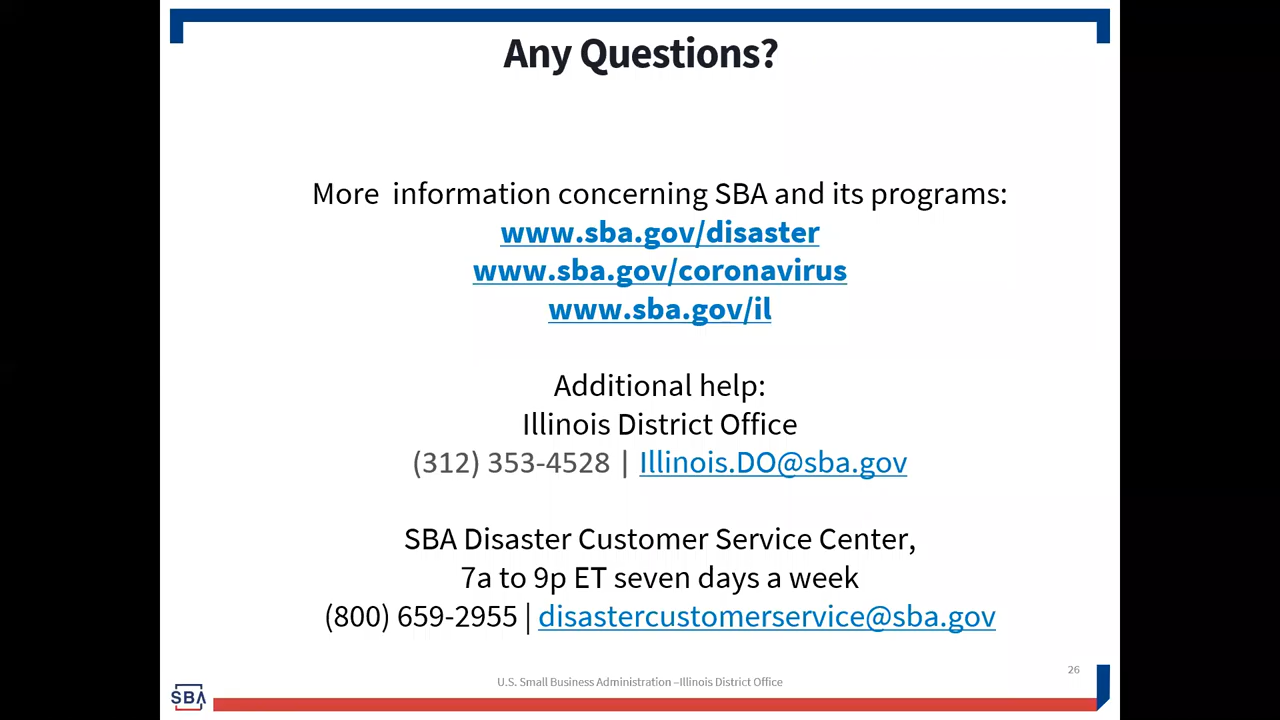 Any Questions?
More information concerning SBA and its programs:
www.sba.gov/disaster
www.sba.gov/coronavirus
www.sba.gov/il
Additional help:
Illinois District Office
(312) 353-4528 | Illinois.DO@sba.gov
SBA Disaster Customer Service Center,
7a to 9p ET seven days a week
(800) 659-2955 | disastercustomerservice@sba.gov
26
U.S. Small Business Administration –Illinois District Office
SBA